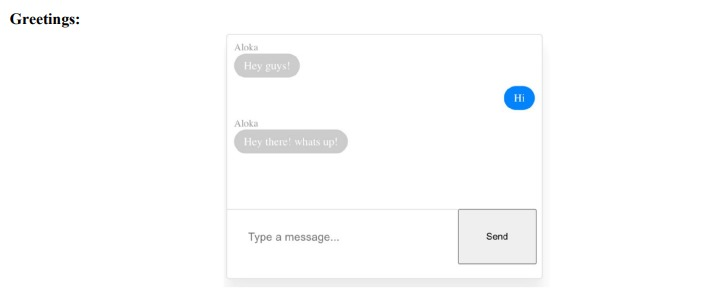 Greetings:
Aloka
Hey guys!
Hi
Aloka
Hey there! whats up!
Type a message...
Send